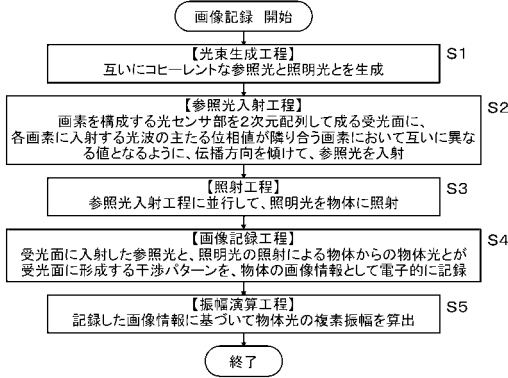 画像記録 開始
【光束生成工程】
互いにコヒーレントな参照光と照明光とを生成
S1
【参照光入射工程】
画素を構成する光センサ部を2次元配列して成る受光面に、
各画素に入射する光波の主たる位相値が隣り合う画素において互いに異な
る値となるように、伝播方向を傾けて、参照光を入射
S2
【照射工程】
参照光入射工程に並行して、照明光を物体に照射
S3
【画像記録工程】
受光面に入射した参照光と、照明光の照射による物体からの物体光とが
受光面に形成する干渉パターンを、物体の画像情報として電子的に記録
S4
【振幅演算工程】
記録した画像情報に基づいて物体光の複素振幅を算出
S5
終了